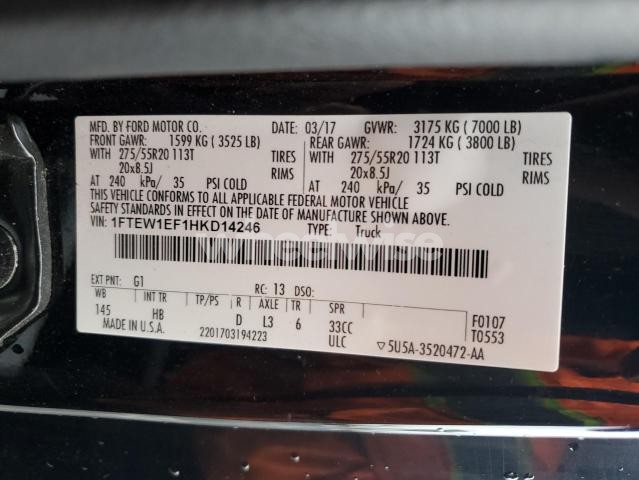 MFD. BY FORD MOTOR CO. DATE: 03/17 GVWR: 3175 KG ( 7000 LB)
FRONT GAWR: 1599 KG ( 3525 LB) REAR GAWR: 1724 KG ( 3800 LB)
WITH 275/55R20 113T TIRES WITH 275/55R20 113T TIRES
20x8.5J RIMS 20x8.5J RIMS
AT 240 kPa/ 35 PSI COLD AT 240 kPa/ 35 PSI COLD
THIS VEHICLE CONFORMS TO ALL APPLICABLE FEDERAL MOTOR VEHICLE
SAFETY STANDARDS IN EFFECT ON THE DATE OF MANUFACTURE SHOWN ABOVE.
VIN: 1FTEW1EF1HKD14246 TYPE: Truck
EXT PNT: G1 RC: 13 DSO:
WB INT TR TP/PS R AXLE TR SPR F0107
145 HB D L3 6 33CC T0553
MADE IN U.S.A. 2201703194223 ULC ▽5U5A-3520472-AA